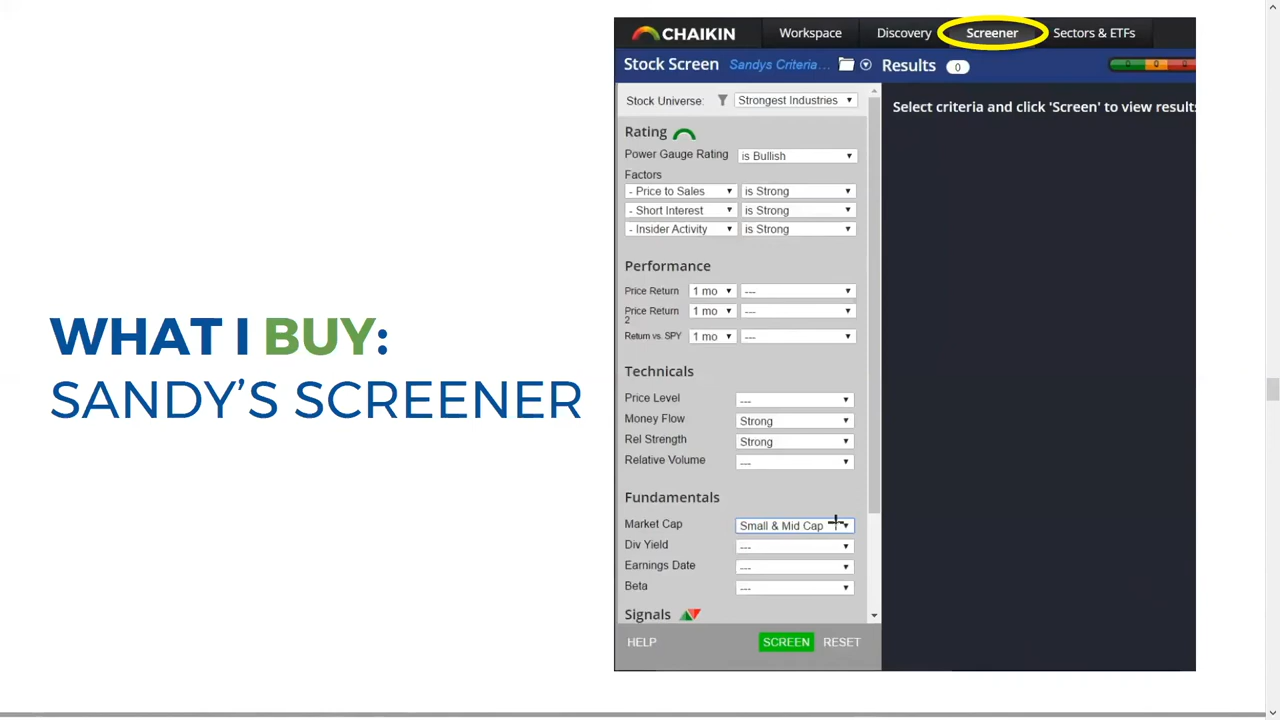 WHAT I BUY:
SANDY'S SCREENER
CHAIKIN
Workspace
Discovery
Screener
Sectors & ETFs
Stock Screen
Sandys Criteria...
Results 0
0 0 0
Stock Universe: Strongest Industries
Select criteria and click 'Screen' to view results
Rating
Power Gauge Rating is Bullish
Factors
- Price to Sales is Strong
- Short Interest is Strong
- Insider Activity is Strong
Performance
Price Return 1 mo ---
Price Return 2 1 mo ---
Return vs. SPY 1 mo ---
Technicals
Price Level ---
Money Flow Strong
Rel Strength Strong
Relative Volume ---
Fundamentals
Market Cap Small & Mid Cap
Div Yield ---
Earnings Date ---
Beta ---
Signals
HELP SCREEN RESET